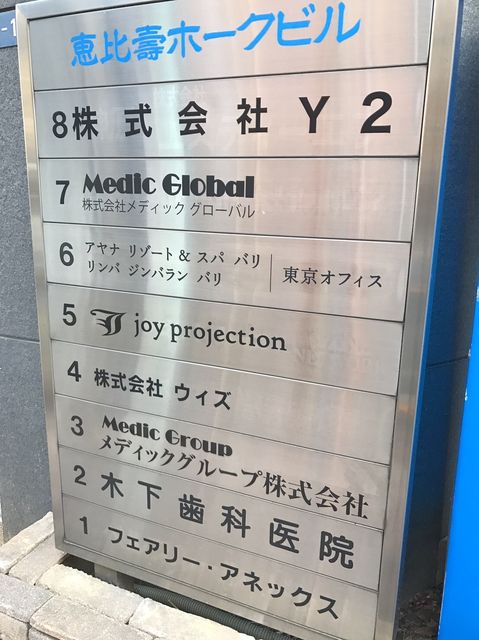 恵比壽ホークビル
8 株式会社 Y2
7 Medic Global
株式会社メディック グローバル
6 アヤナ リゾート & スパ バリ
リンバ ジンバラン バリ
東京オフィス
5 joy projection
4 株式会社 ウィズ
3 Medic Group
メディックグループ株式会社
2 木下歯科医院
1 フェアリー・アネックス